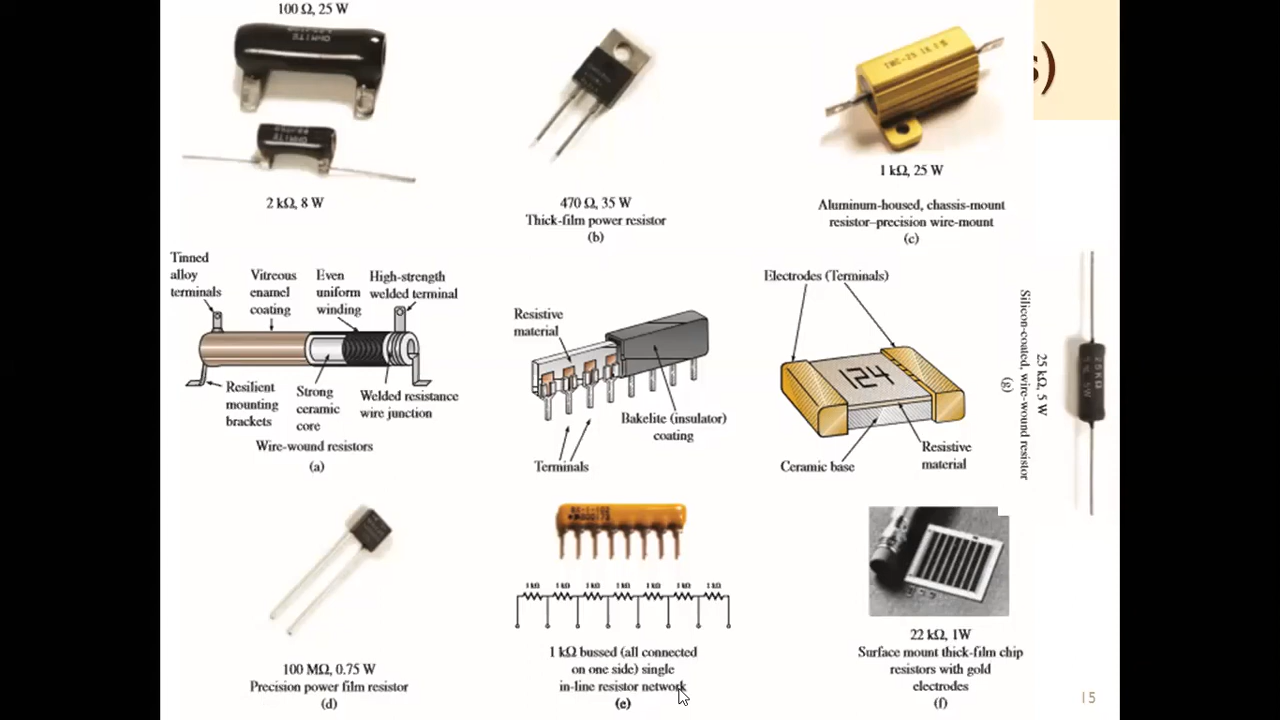 100 Ω, 25 W
s)
2 kΩ, 8 W
470 Ω, 35 W
Thick-film power resistor
(b)
1 kΩ, 25 W
Aluminum-housed, chassis-mount
resistor–precision wire-mount
(c)
Tinned
alloy
terminals
Vitreous
enamel
coating
Even
uniform
winding
High-strength
welded terminal
Resilient
mounting
brackets
Strong
ceramic
core
Welded resistance
wire junction
Wire-wound resistors
(a)
Resistive
material
Bakelite (insulator)
coating
Terminals
Electrodes (Terminals)
124
Ceramic base
Resistive
material
25 kΩ, 5 W
Silicon-coated, wire-wound resistor
(g)
100 MΩ, 0.75 W
Precision power film resistor
(d)
1 kΩ 1 kΩ 1 kΩ 1 kΩ 1 kΩ 1 kΩ 1 kΩ
1 kΩ bussed (all connected
on one side) single
in-line resistor network
(e)
22 kΩ, 1W
Surface mount thick-film chip
resistors with gold
electrodes
(f)
15